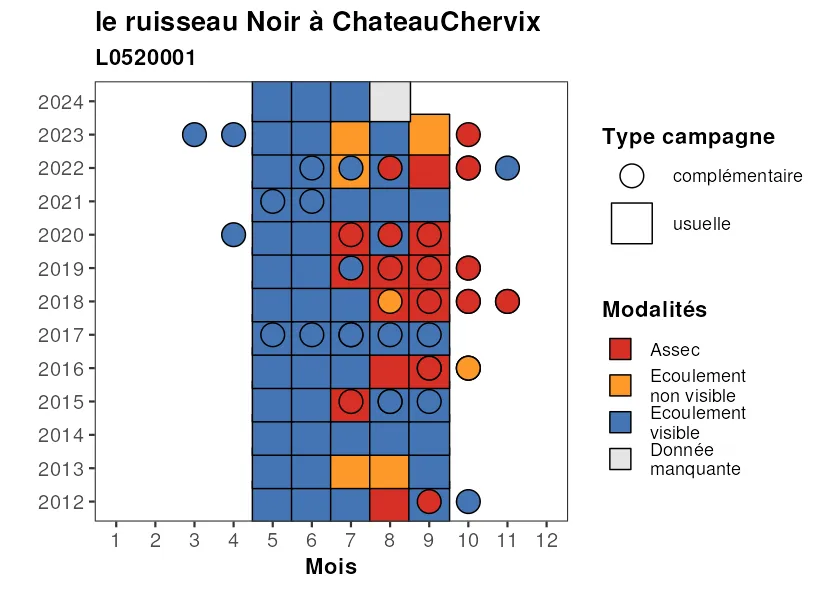 le ruisseau Noir à ChateauChervix
L0520001
2024
2023
2022
2021
2020
2019
2018
2017
2016
2015
2014
2013
2012
1 2 3 4 5 6 7 8 9 10 11 12
Mois
Type campagne
complémentaire
usuelle
Modalités
Assec
Ecoulement
non visible
Ecoulement
visible
Donnée
manquante